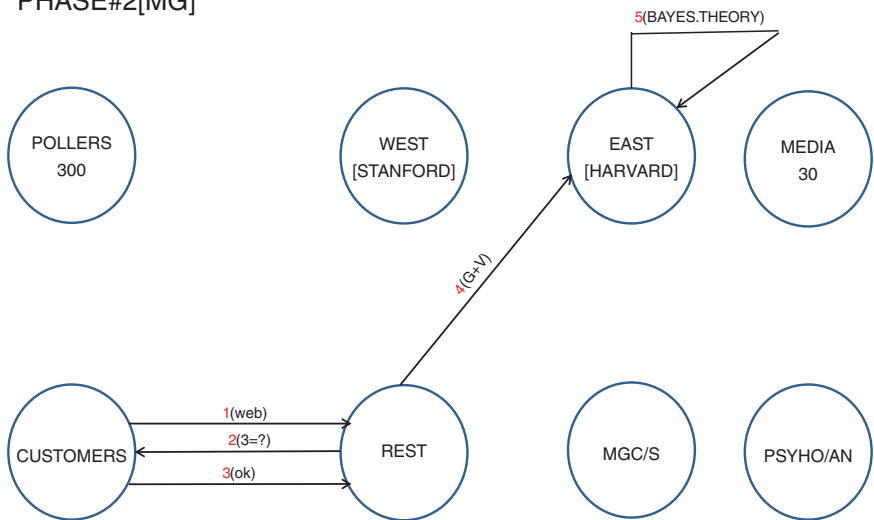 PHASE#2[MG]
5(BAYES.THEORY)
POLLERS
300
WEST
[STANFORD]
EAST
[HARVARD]
MEDIA
30
4(G+V)
1(web)
2(3=?)
3(ok)
CUSTOMERS
REST
MGC/S
PSYHO/AN